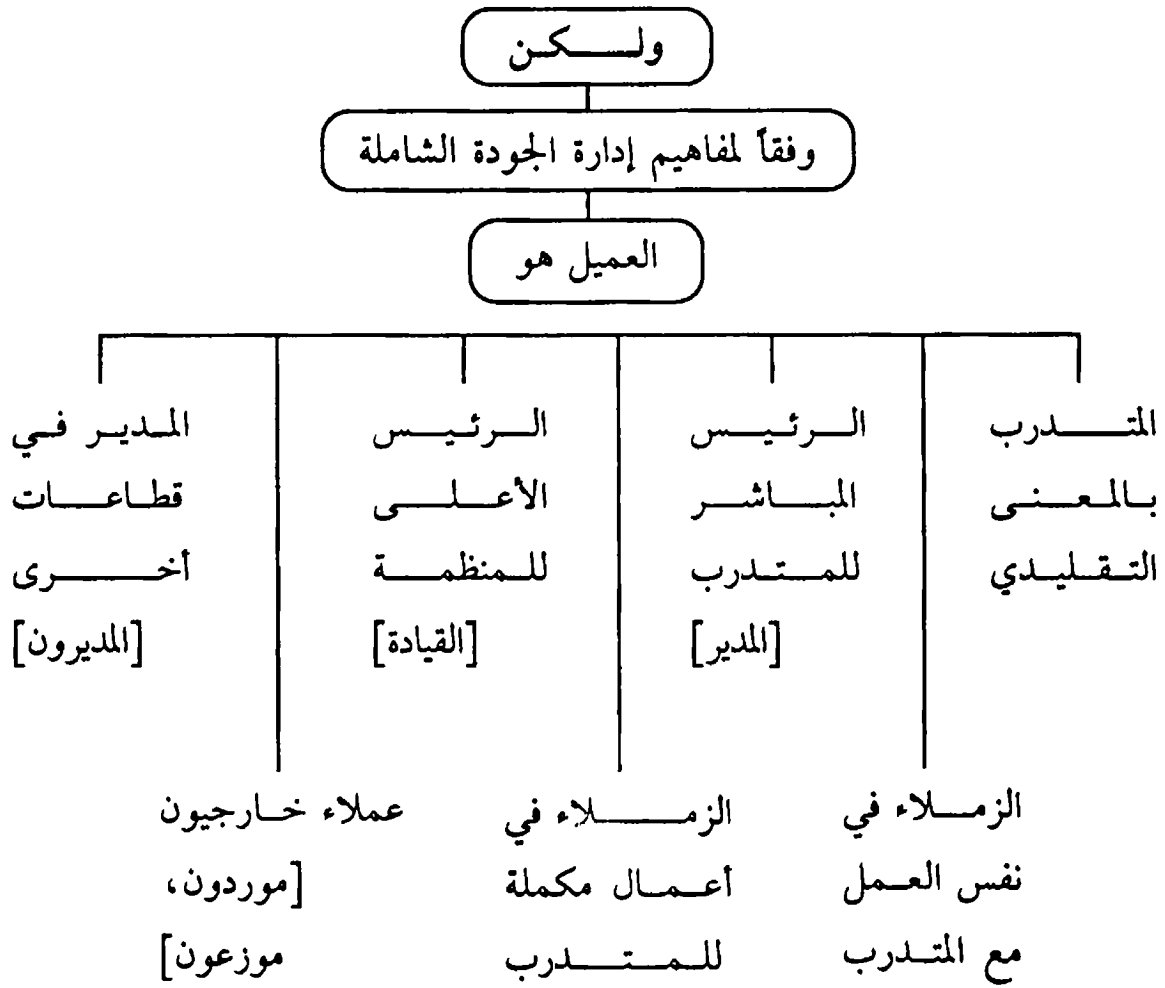 ولكن
وفقاً لمفاهيم إدارة الجودة الشاملة
العميل هو
المتدرب
بالمعنى
التقليدي
الرئيس
المباشر
للمتدرب
[المدير]
الرئيس
الأعلى
للمنظمة
[القيادة]
المدير في
قطاعات
أخرى
[المديرون]
الزملاء في
نفس العمل
مع المتدرب
الزملاء في
أعمال مكملة
للمتدرب
عملاء خارجيون
[موردون،
موزعون]